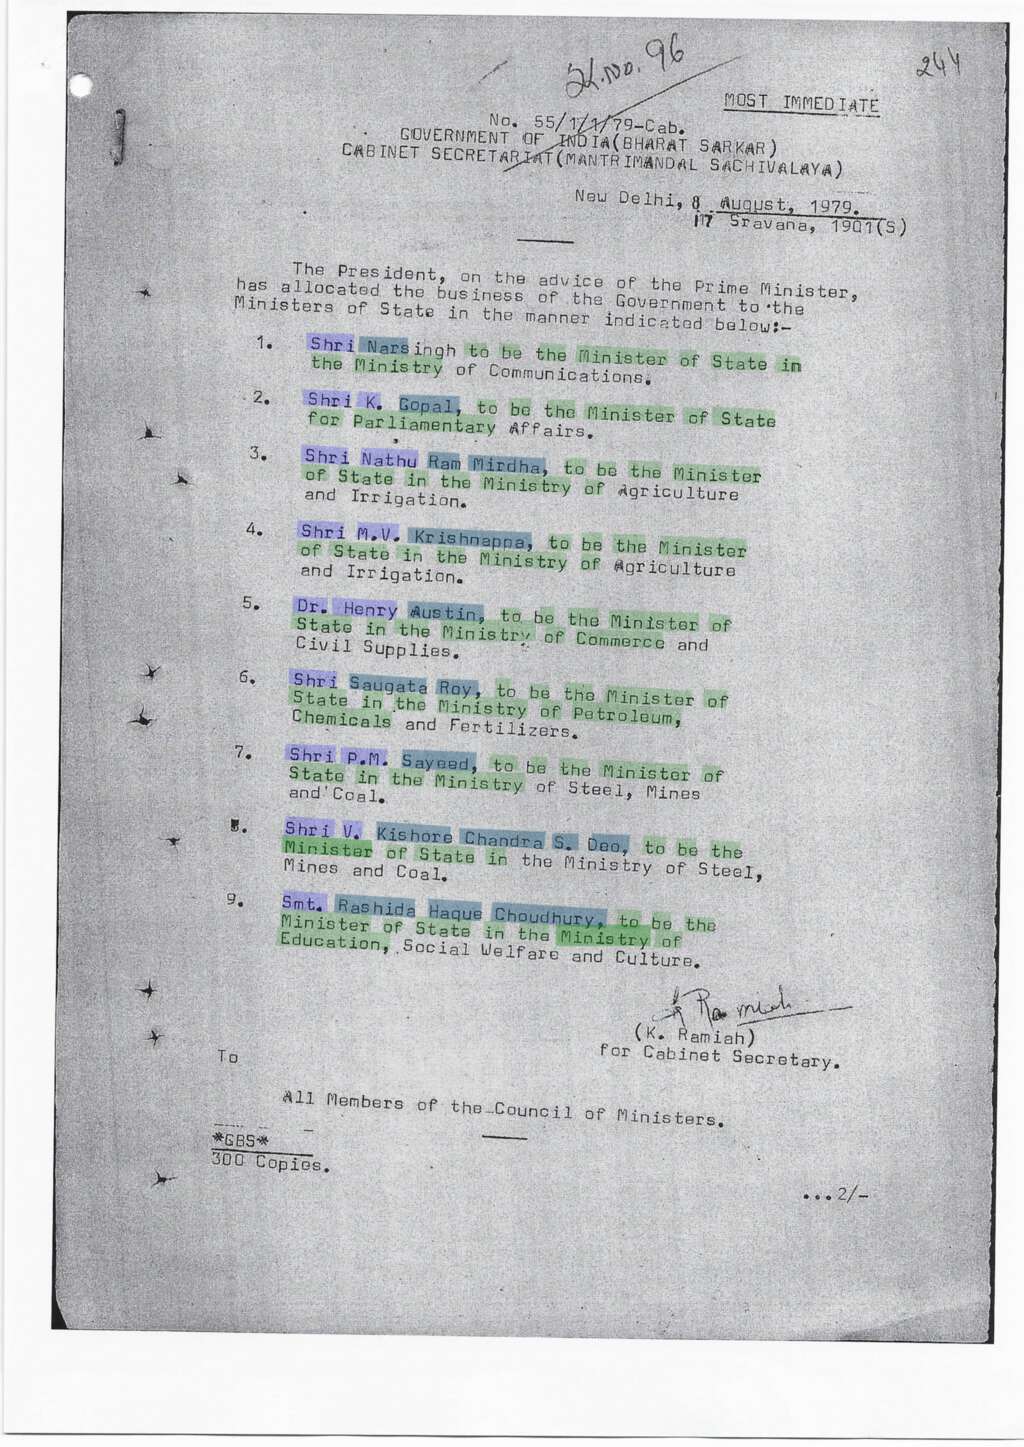 Sl.No. 96
244
MOST IMMEDIATE
No. 55/1/1/79-Cab.
GOVERNMENT OF INDIA(BHARAT SARKAR)
CABINET SECRETARIAT(MANTRIMANDAL SACHIVALAYA)
New Delhi, 8 August, 1979.
17 Sravana, 1901(S)
The President, on the advice of the Prime Minister,
has allocated the business of the Government to the
Ministers of State in the manner indicated below:-
1. Shri Narsingh to be the Minister of State in
the Ministry of Communications.
2. Shri K. Gopal, to be the Minister of State
for Parliamentary Affairs.
3. Shri Nathu Ram Mirdha, to be the Minister
of State in the Ministry of Agriculture
and Irrigation.
4. Shri M.V. Krishnappa, to be the Minister
of State in the Ministry of Agriculture
and Irrigation.
5. Dr. Henry Austin, to be the Minister of
State in the Ministry of Commerce and
Civil Supplies.
6. Shri Saugata Roy, to be the Minister of
State in the Ministry of Petroleum,
Chemicals and Fertilizers.
7. Shri P.M. Sayeed, to be the Minister of
State in the Ministry of Steel, Mines
and Coal.
8. Shri V. Kishore Chandra S. Deo, to be the
Minister of State in the Ministry of Steel,
Mines and Coal.
9. Smt. Rashida Haque Choudhury, to be the
Minister of State in the Ministry of
Education, Social Welfare and Culture.
K Ramiah
(K. Ramiah)
for Cabinet Secretary.
To
All Members of the Council of Ministers.
*GBS*
300 Copies.
...2/-